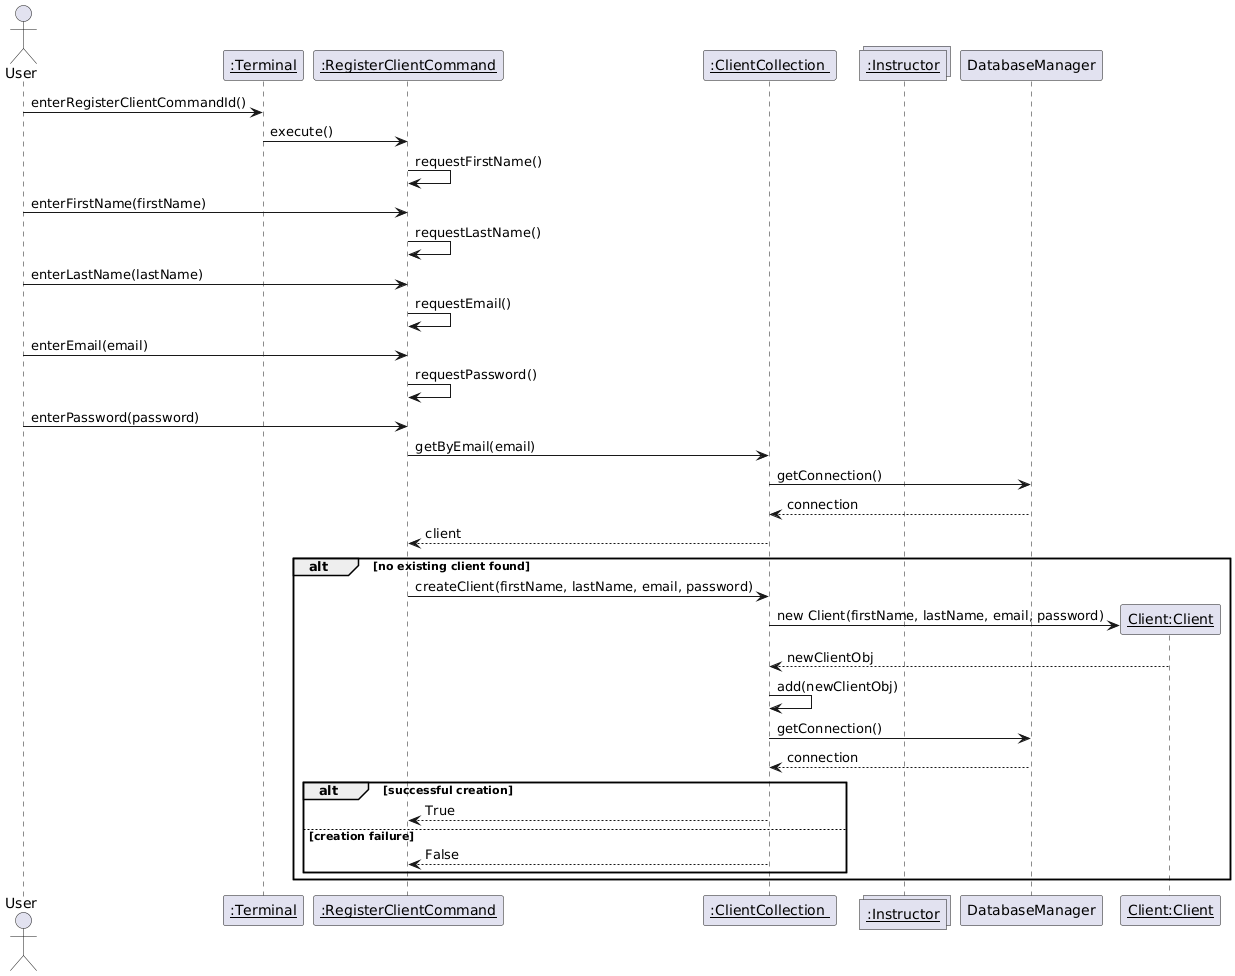 User
:Terminal
:RegisterClientCommand
:ClientCollection
:Instructor
DatabaseManager
enterRegisterClientCommandId()
execute()
requestFirstName()
enterFirstName(firstName)
requestLastName()
enterLastName(lastName)
requestEmail()
enterEmail(email)
requestPassword()
enterPassword(password)
getByEmail(email)
getConnection()
connection
client
alt [no existing client found]
createClient(firstName, lastName, email, password)
new Client(firstName, lastName, email, password)
Client:Client
newClientObj
add(newClientObj)
getConnection()
connection
alt [successful creation]
True
[creation failure]
False
User
:Terminal
:RegisterClientCommand
:ClientCollection
:Instructor
DatabaseManager
Client:Client